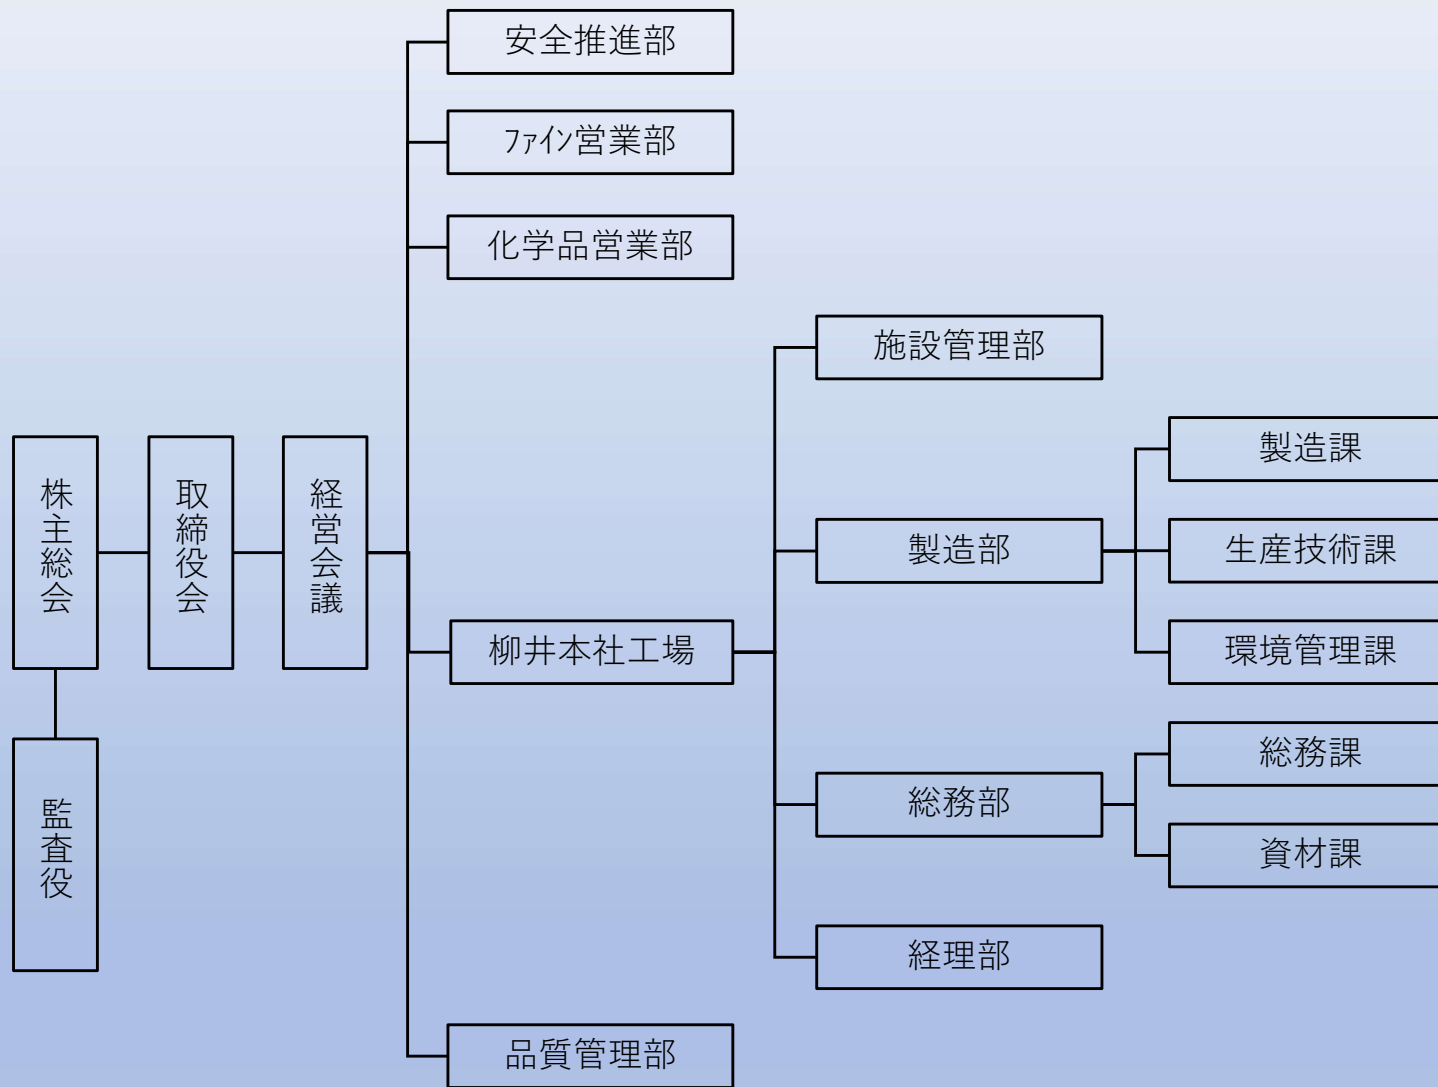 安全推進部
ﾌｧｲﾝ営業部
化学品営業部
施設管理部
製造課
株主総会
取締役会
経営会議
製造部
生産技術課
柳井本社工場
環境管理課
総務課
監査役
総務部
資材課
経理部
品質管理部